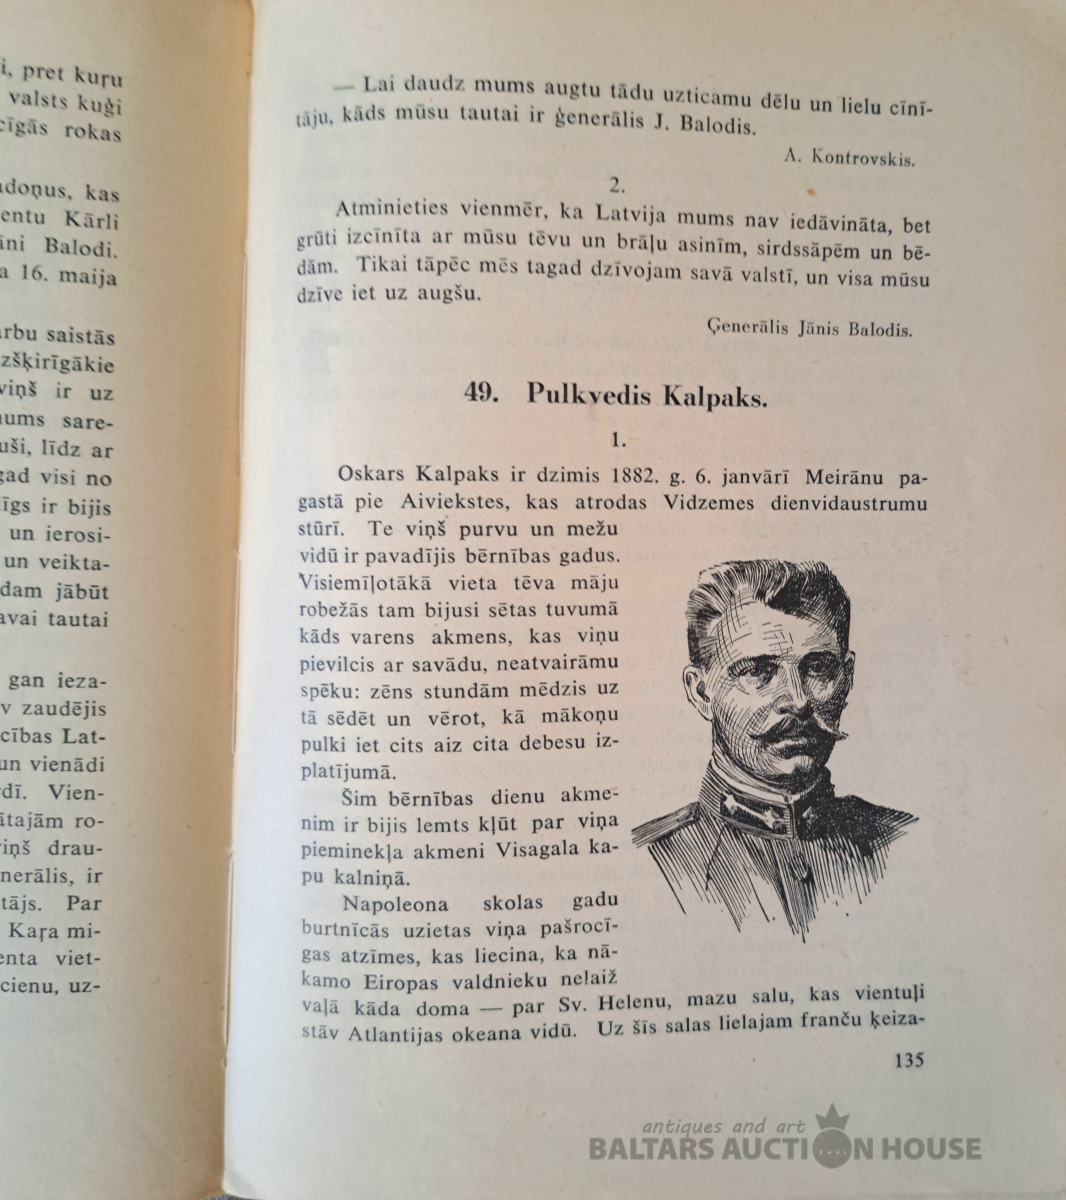 i, pret kuŗu
valsts kuģi
cīgās rokas
adoņus, kas
entu Kārli
āni Balodi.
a 16. maija
arbu saistās
zšķirīgākie
viņš ir uz
mums sare-
uši, līdz ar
gad visi no
īgs ir bijis
un ierosi-
un veikta-
dam jābūt
avai tautai
gan ieza-
v zaudējis
cības Lat-
un vienādi
dī. Vien-
ātajām ro-
iņš drau-
nerālis, ir
tājs. Par
Kaŗa mi-
enta viet-
cienu, uz-
— Lai daudz mums augtu tādu uzticamu dēlu un lielu cīnī-
tāju, kāds mūsu tautai ir ģenerālis J. Balodis.
A. Kontrovskis.
2.
Atminieties vienmēr, ka Latvija mums nav iedāvināta, bet
grūti izcīnīta ar mūsu tēvu un brāļu asinīm, sirdssāpēm un bē-
dām. Tikai tāpēc mēs tagad dzīvojam savā valstī, un visa mūsu
dzīve iet uz augšu.
Ģenerālis Jānis Balodis.
49. Pulkvedis Kalpaks.
1.
Oskars Kalpaks ir dzimis 1882. g. 6. janvārī Meirānu pa-
gastā pie Aiviekstes, kas atrodas Vidzemes dienvidaustrumu
stūrī. Te viņš purvu un mežu
vidū ir pavadījis bērnības gadus.
Visiemīļotākā vieta tēva māju
robežās tam bijusi sētas tuvumā
kāds varens akmens, kas viņu
pievilcis ar savādu, neatvairāmu
spēku: zēns stundām mēdzis uz
tā sēdēt un vērot, kā mākoņu
pulki iet cits aiz cita debesu iz-
platījumā.
Šim bērnības dienu akme-
nim ir bijis lemts kļūt par viņa
pieminekļa akmeni Visagala ka-
pu kalniņā.
Napoleona skolas gadu
burtnīcās uzietas viņa pašrocī-
gas atzīmes, kas liecina, ka nā-
kamo Eiropas valdnieku nelaiž
vaļā kāda doma — par Sv. Helenu, mazu salu, kas vientuļi
stāv Atlantijas okeana vidū. Uz šīs salas lielajam franču ķeiza-
135
antiques and art
BALTARS AUCTION HOUSE